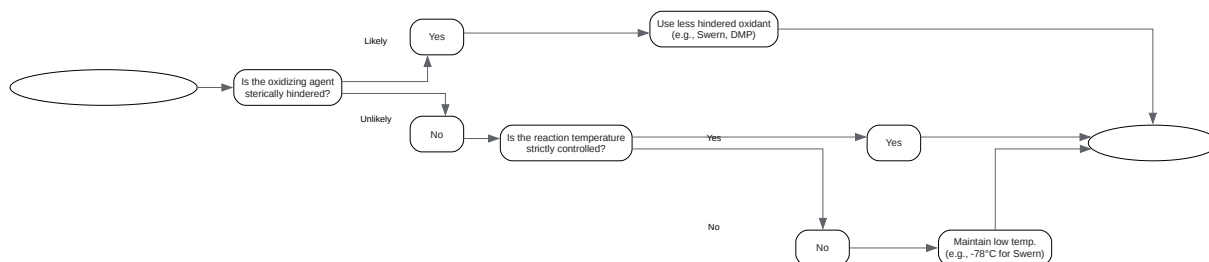 Likely
Yes
Use less hindered oxidant
(e.g., Swern, DMP)
Is the oxidizing agent
sterically hindered?
Unlikely
No
Is the reaction temperature
strictly controlled?
Yes
Yes
No
No
Maintain low temp.
(e.g., -78°C for Swern)